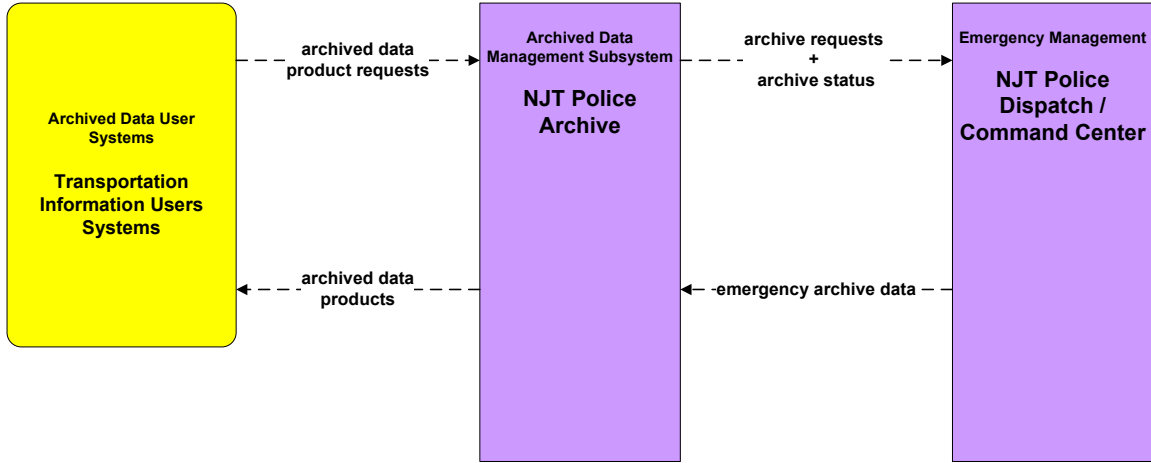 Archived Data User
Systems
Transportation
Information Users
Systems
archived data
product requests
archived data
products
Archived Data
Management Subsystem
NJT Police
Archive
archive requests
+
archive status
emergency archive data
Emergency Management
NJT Police
Dispatch /
Command Center